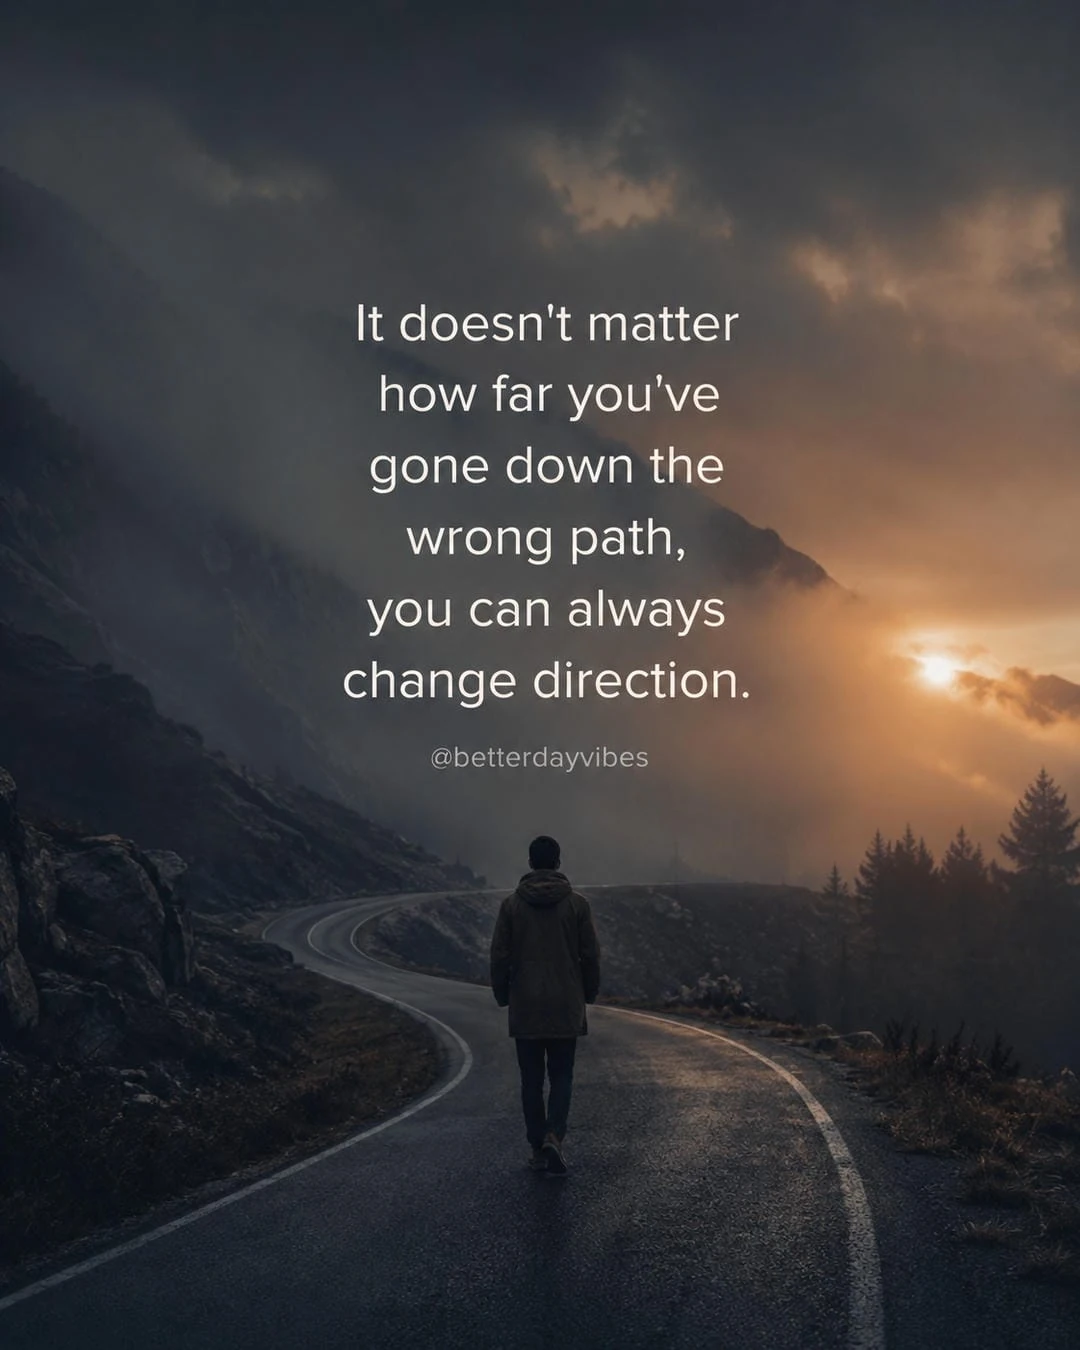 It doesn't matter
how far you've
gone down the
wrong path,
you can always
change direction.
@betterdayvibes